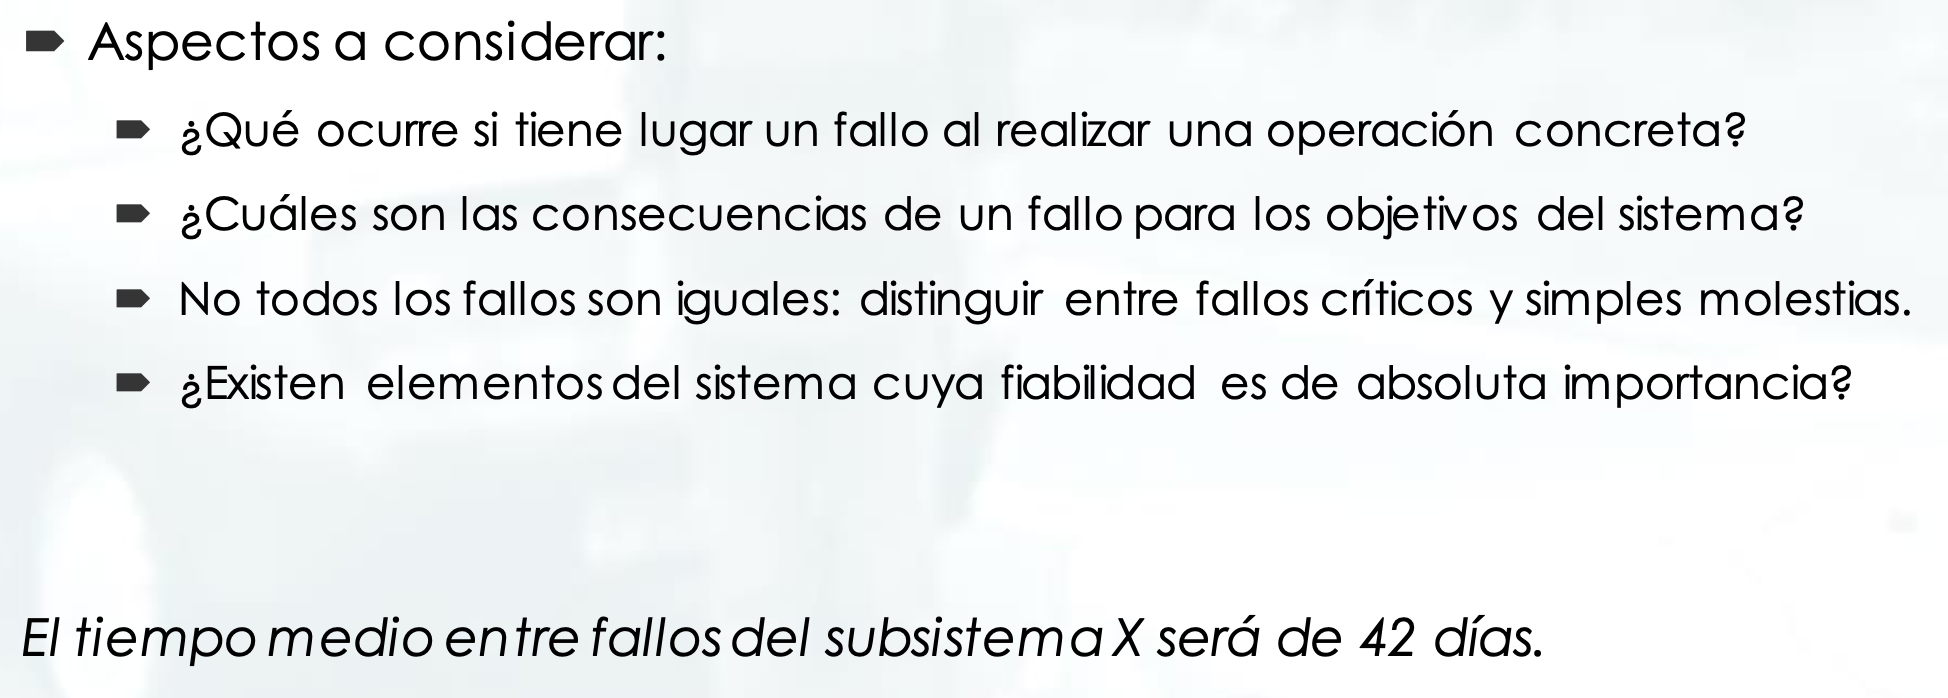 Aspectos a considerar:
¿Qué ocurre si tiene lugar un fallo al realizar una operación concreta?
¿Cuáles son las consecuencias de un fallo para los objetivos del sistema?
No todos los fallos son iguales: distinguir entre fallos críticos y simples molestias.
¿Existen elementos del sistema cuya fiabilidad es de absoluta importancia?
El tiempo medio entre fallos del subsistema X será de 42 días.